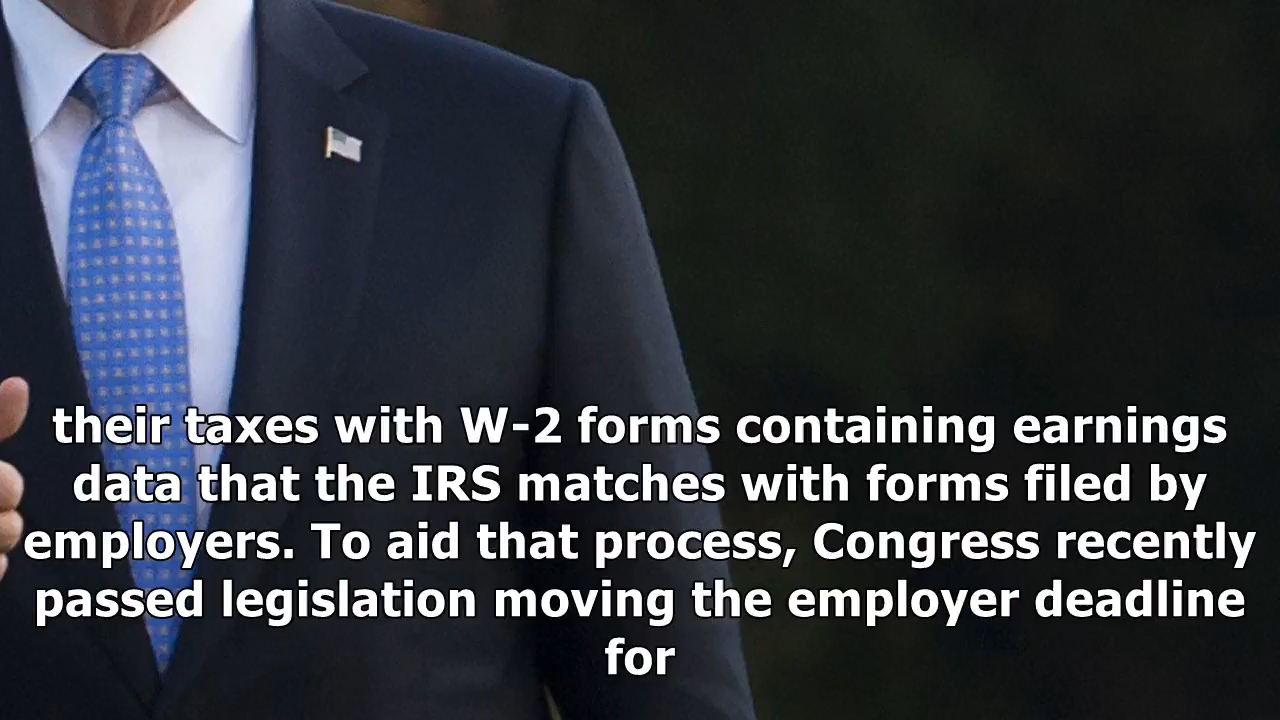 their taxes with W-2 forms containing earnings
data that the IRS matches with forms filed by
employers. To aid that process, Congress recently
passed legislation moving the employer deadline
for